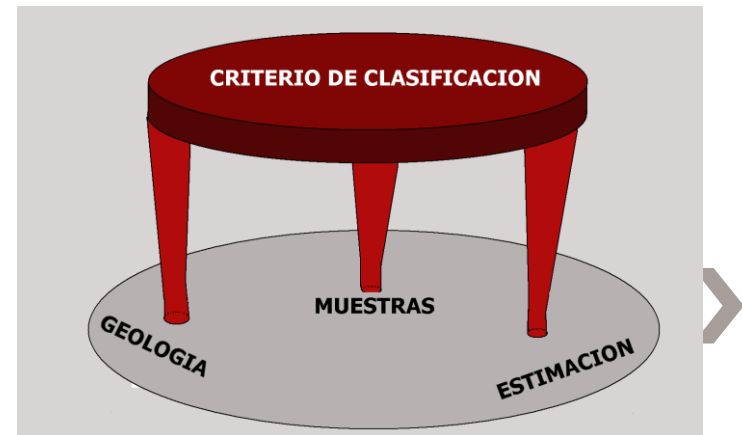 CRITERIO DE CLASIFICACION
MUESTRAS
GEOLOGIA
ESTIMACION